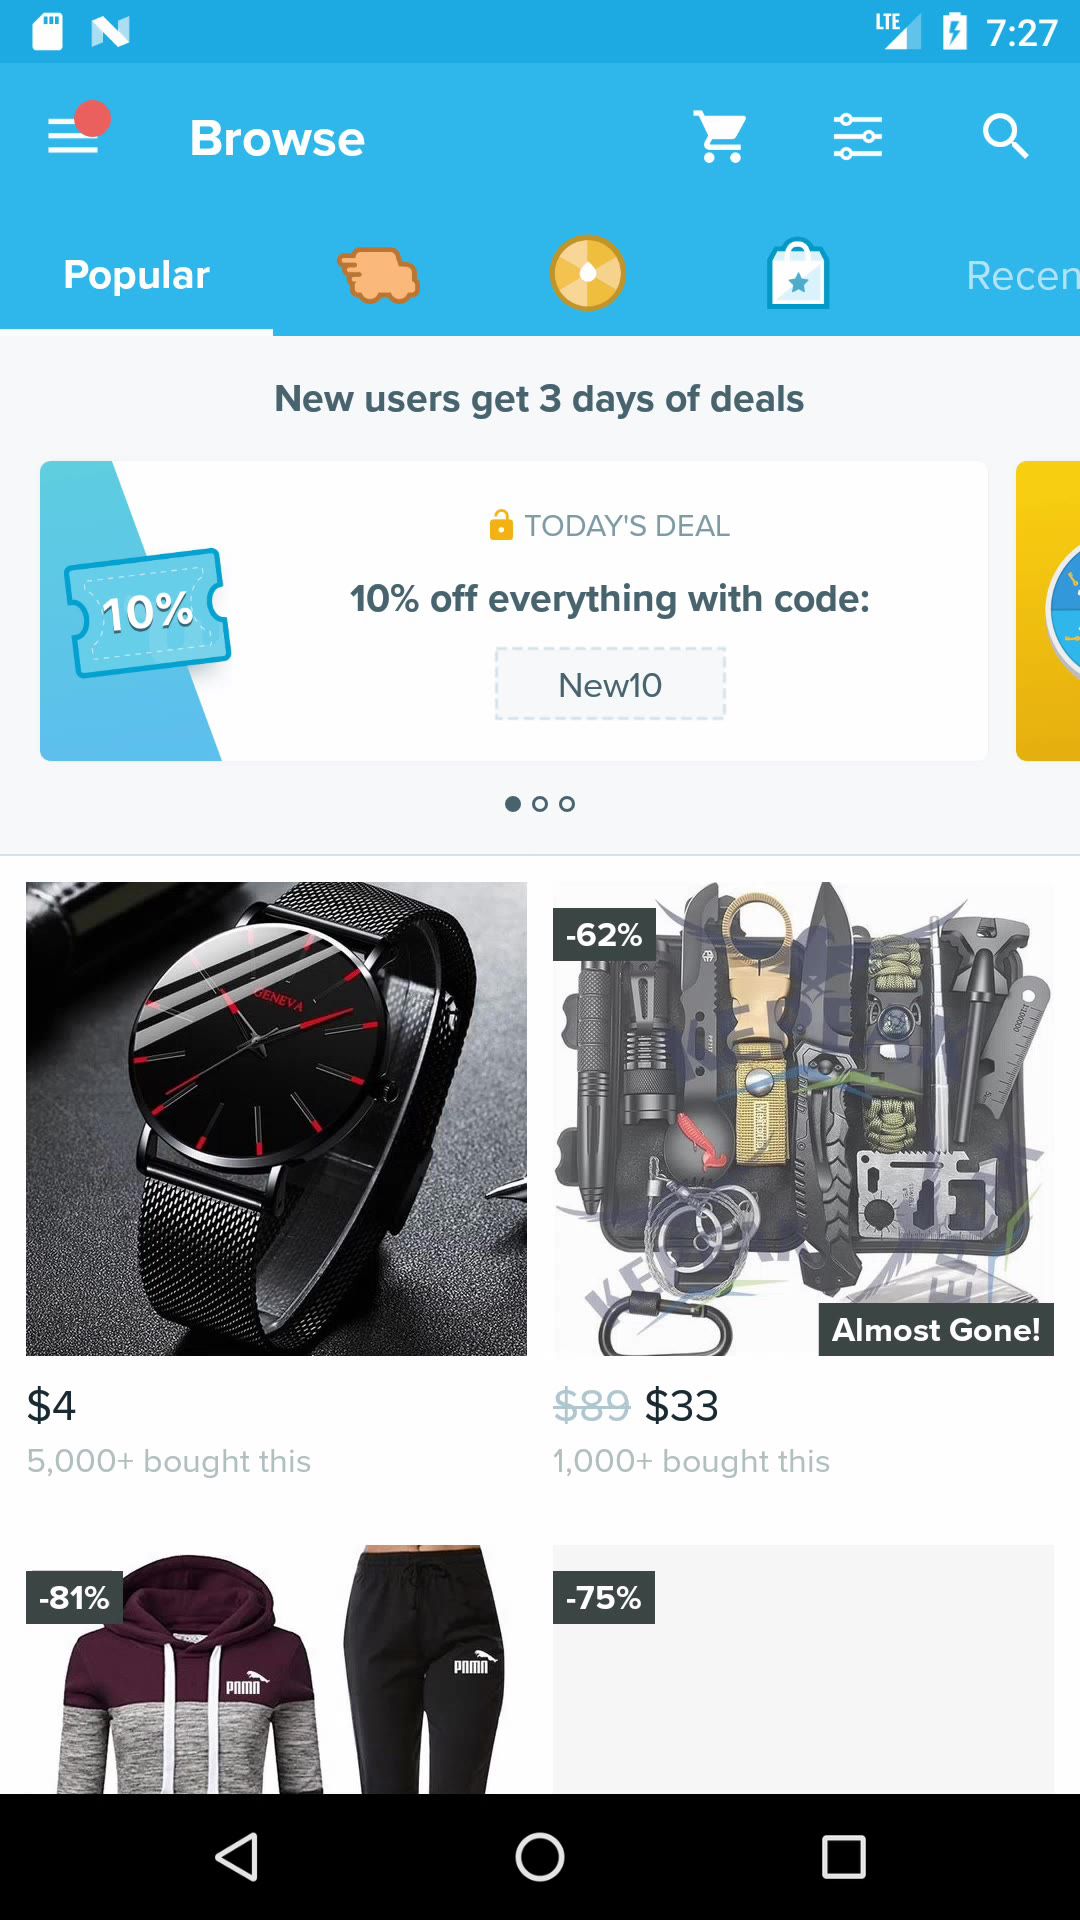 LTE 7:27
Browse
Popular
Recen
New users get 3 days of deals
TODAY'S DEAL
10%
10% off everything with code:
New10
GENEVA
-62%
Almost Gone!
$4
$89 $33
5,000+ bought this
1,000+ bought this
-81%
-75%
PNMN
PNMN